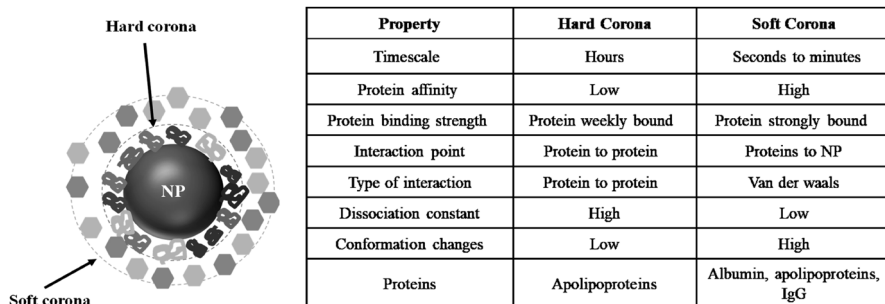 Hard corona
NP
Soft corona
Property Hard Corona Soft Corona
Timescale Hours Seconds to minutes
Protein affinity Low High
Protein binding strength Protein weekly bound Protein strongly bound
Interaction point Protein to protein Proteins to NP
Type of interaction Protein to protein Van der waals
Dissociation constant High Low
Conformation changes Low High
Proteins Apolipoproteins Albumin, apolipoproteins,
IgG